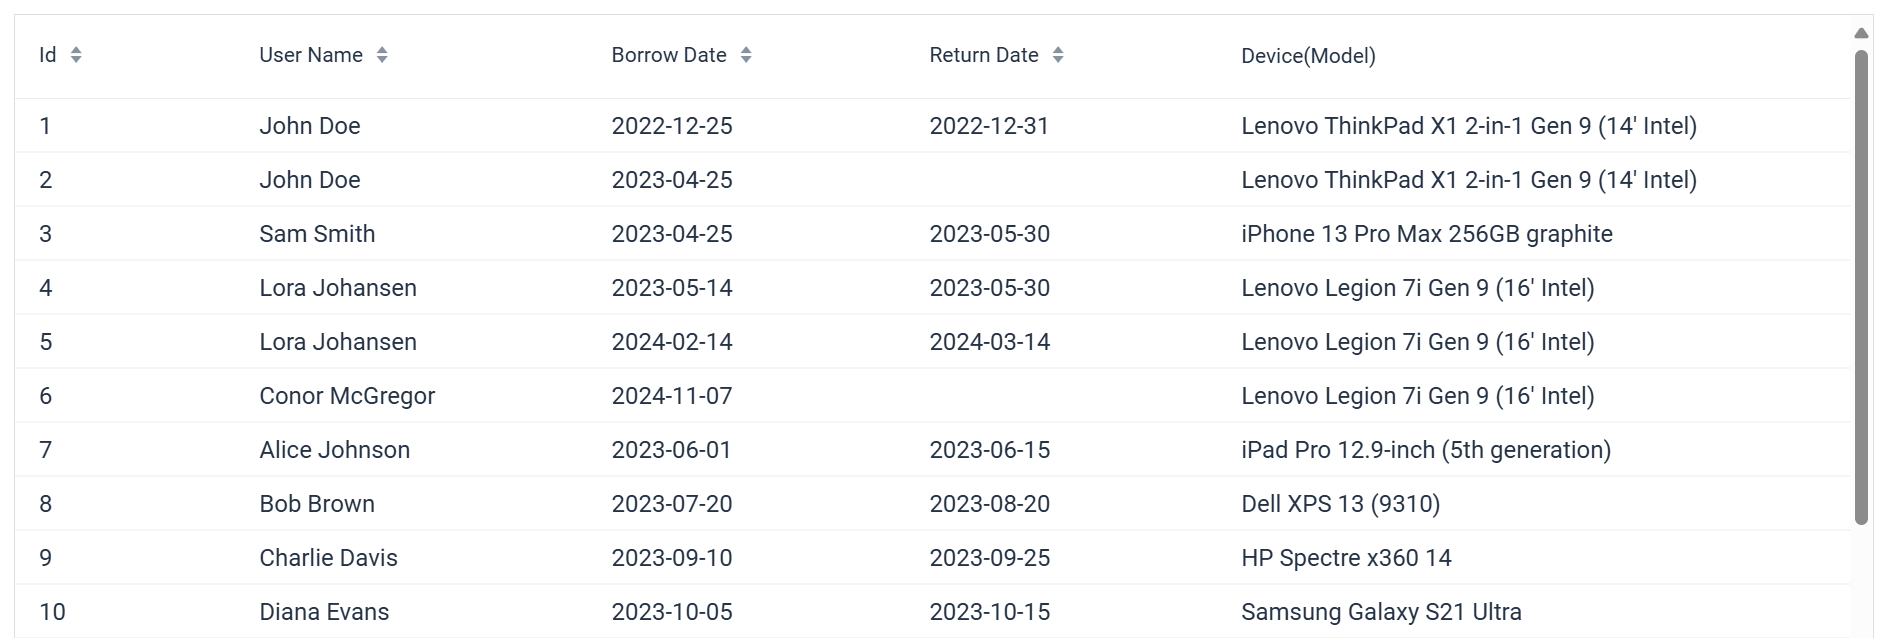 Id User Name Borrow Date Return Date Device(Model)
1 John Doe 2022-12-25 2022-12-31 Lenovo ThinkPad X1 2-in-1 Gen 9 (14' Intel)
2 John Doe 2023-04-25 Lenovo ThinkPad X1 2-in-1 Gen 9 (14' Intel)
3 Sam Smith 2023-04-25 2023-05-30 iPhone 13 Pro Max 256GB graphite
4 Lora Johansen 2023-05-14 2023-05-30 Lenovo Legion 7i Gen 9 (16' Intel)
5 Lora Johansen 2024-02-14 2024-03-14 Lenovo Legion 7i Gen 9 (16' Intel)
6 Conor McGregor 2024-11-07 Lenovo Legion 7i Gen 9 (16' Intel)
7 Alice Johnson 2023-06-01 2023-06-15 iPad Pro 12.9-inch (5th generation)
8 Bob Brown 2023-07-20 2023-08-20 Dell XPS 13 (9310)
9 Charlie Davis 2023-09-10 2023-09-25 HP Spectre x360 14
10 Diana Evans 2023-10-05 2023-10-15 Samsung Galaxy S21 Ultra